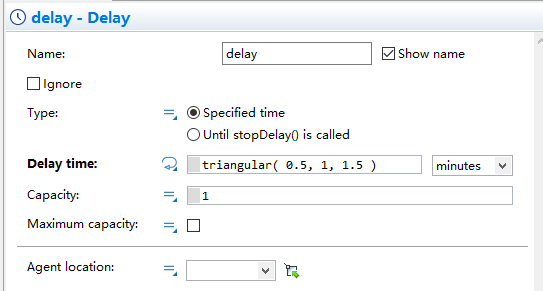 delay - Delay
Name: delay Show name
Ignore
Type: Specified time
Until stopDelay() is called
Delay time: triangular( 0.5, 1, 1.5 ) minutes
Capacity: 1
Maximum capacity:
Agent location: